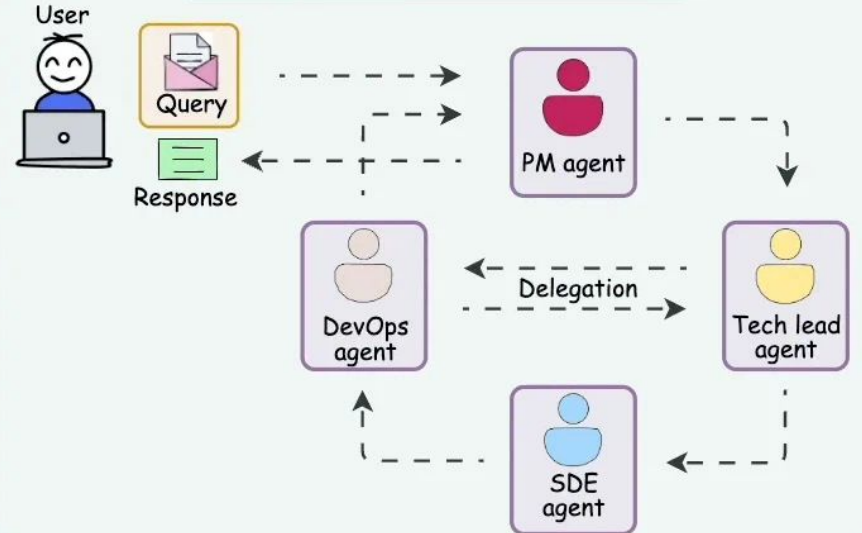 User
Query
Response
PM agent
DevOps
agent
Delegation
Tech lead
agent
SDE
agent